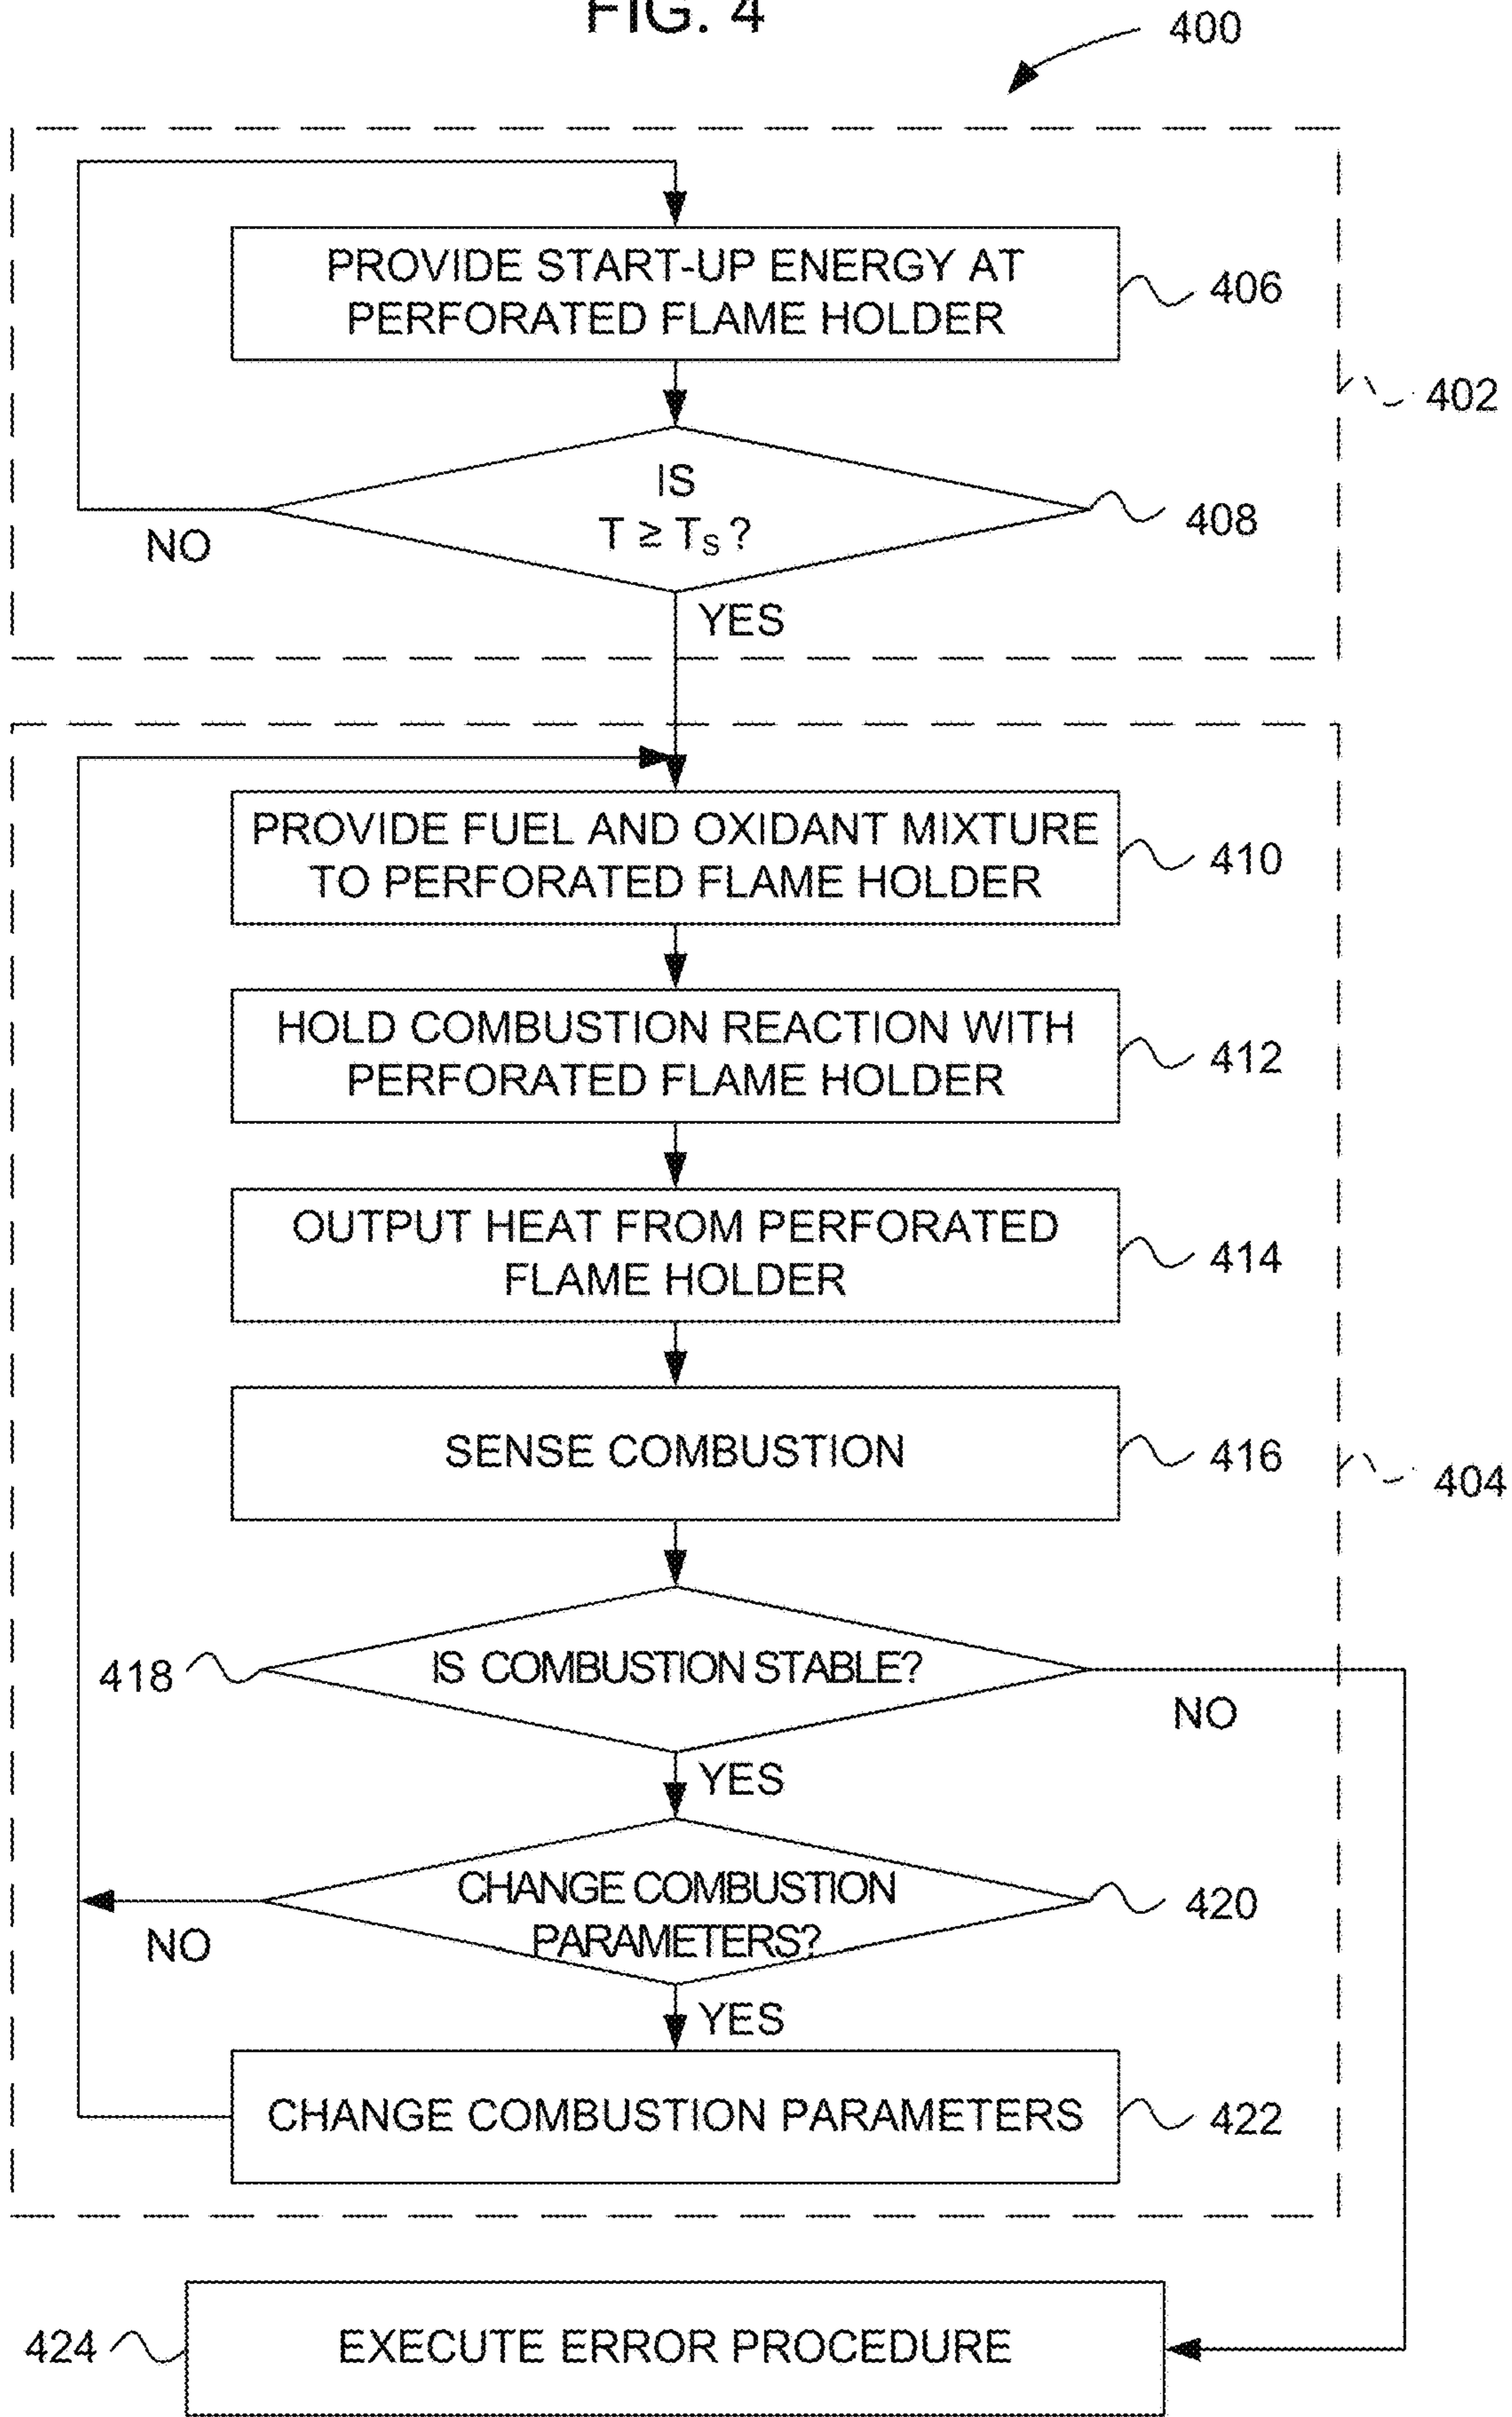 FIG. 4
400
PROVIDE START-UP ENERGY AT
PERFORATED FLAME HOLDER
406
402
IS
T ≥ TS ?
408
NO
YES
PROVIDE FUEL AND OXIDANT MIXTURE
TO PERFORATED FLAME HOLDER
410
HOLD COMBUSTION REACTION WITH
PERFORATED FLAME HOLDER
412
OUTPUT HEAT FROM PERFORATED
FLAME HOLDER
414
SENSE COMBUSTION
416
404
418
IS COMBUSTION STABLE?
NO
YES
CHANGE COMBUSTION
PARAMETERS?
420
NO
YES
CHANGE COMBUSTION PARAMETERS
422
424
EXECUTE ERROR PROCEDURE